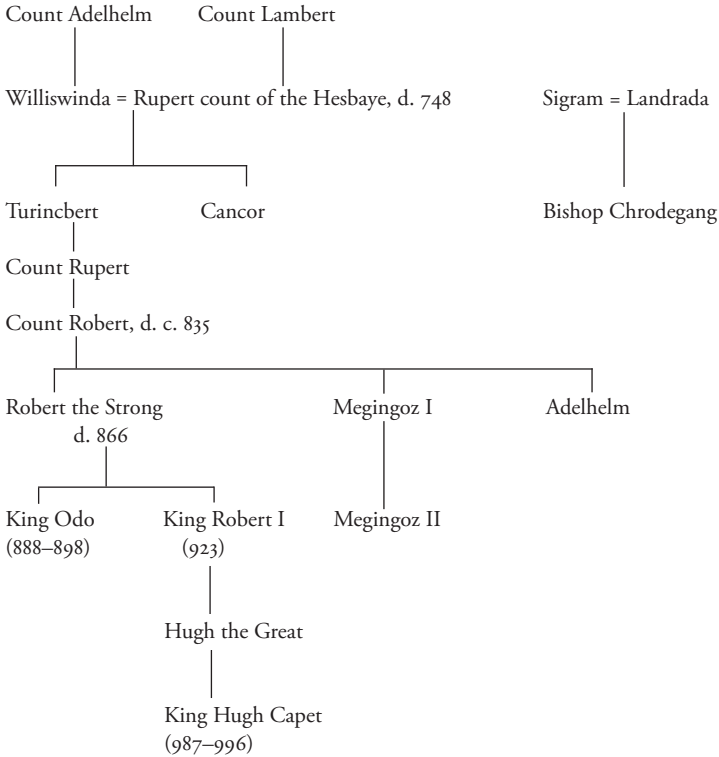 Count Adelhelm Count Lambert
Williswinda = Rupert count of the Hesbaye, d. 748 Sigram = Landrada
Turincbert Cancor Bishop Chrodegang
Count Rupert
Count Robert, d. c. 835
Robert the Strong Megingoz I Adelhelm
d. 866
King Odo King Robert I Megingoz II
(888–898) (923)
Hugh the Great
King Hugh Capet
(987–996)